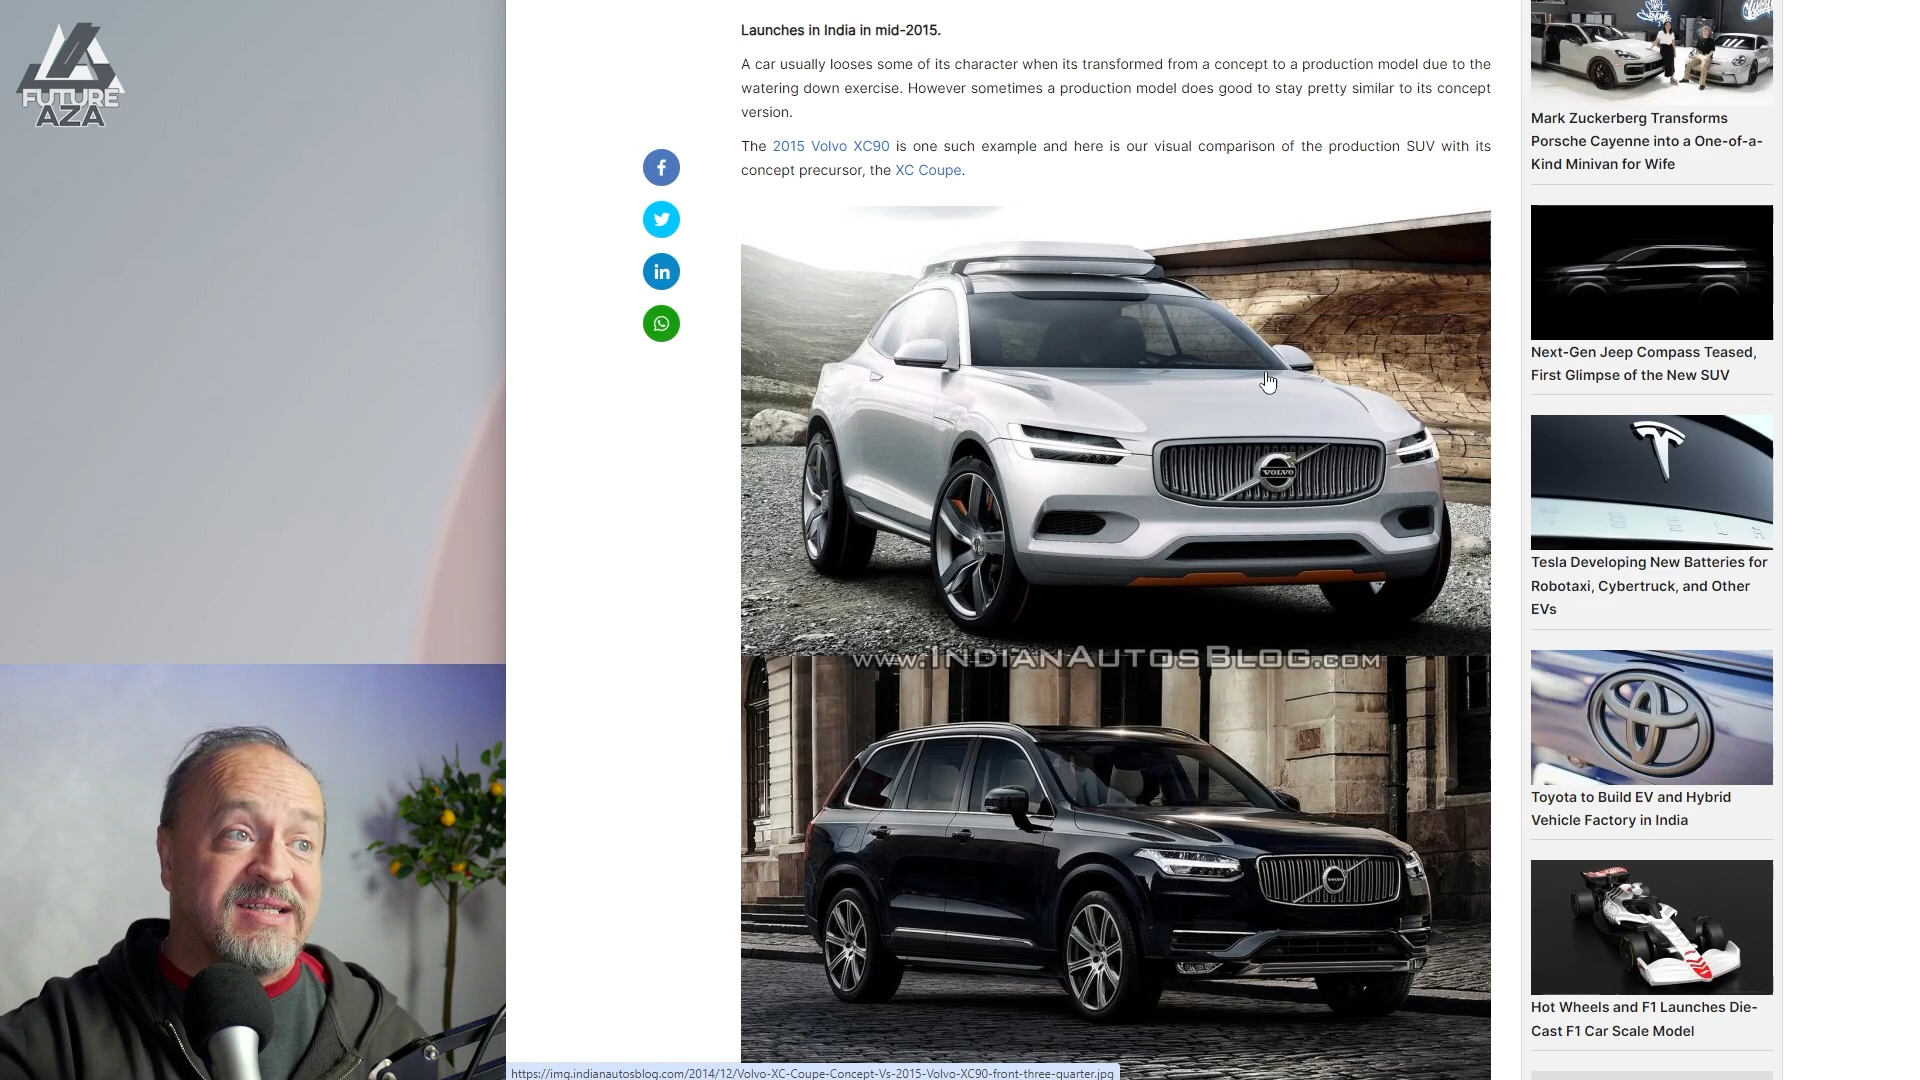 FUTURE
AZA
Launches in India in mid-2015.
A car usually looses some of its character when its transformed from a concept to a production model due to the
watering down exercise. However sometimes a production model does good to stay pretty similar to its concept
version.
The 2015 Volvo XC90 is one such example and here is our visual comparison of the production SUV with its
concept precursor, the XC Coupe.
VOLVO
www.IndianAutosBlog.com
Mark Zuckerberg Transforms
Porsche Cayenne into a One-of-a-
Kind Minivan for Wife
Next-Gen Jeep Compass Teased,
First Glimpse of the New SUV
Tesla Developing New Batteries for
Robotaxi, Cybertruck, and Other
EVs
Toyota to Build EV and Hybrid
Vehicle Factory in India
Hot Wheels and F1 Launches Die-
Cast F1 Car Scale Model
https://img.indianautosblog.com/2014/12/Volvo-XC-Coupe-Concept-Vs-2015-Volvo-XC90-front-three-quarter.jpg